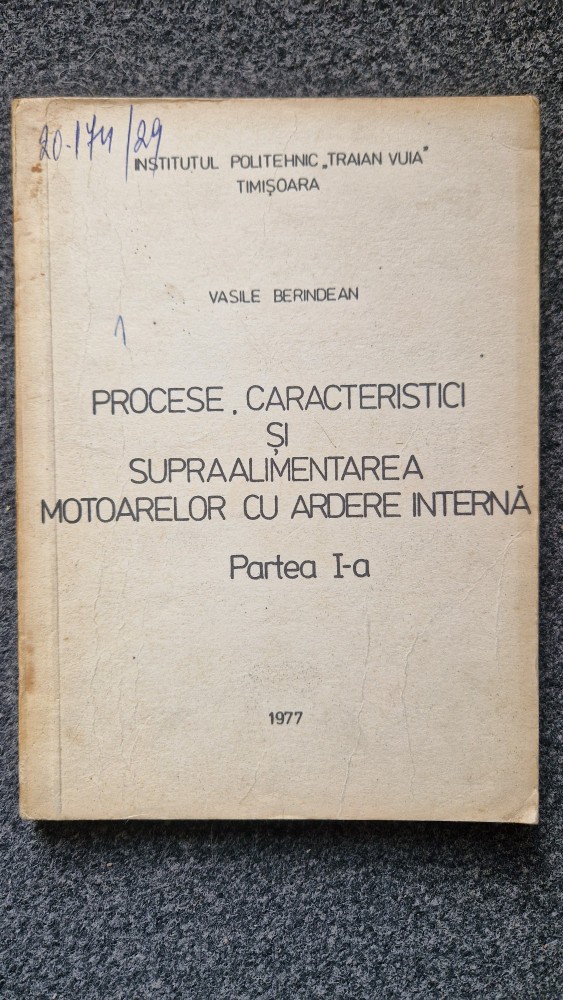 20.174/29
INSTITUTUL POLITEHNIC „TRAIAN VUIA”
TIMIȘOARA
VASILE BERINDEAN
1
PROCESE, CARACTERISTICI
ȘI
SUPRAALIMENTAREA
MOTOARELOR CU ARDERE INTERNĂ
Partea I-a
1977